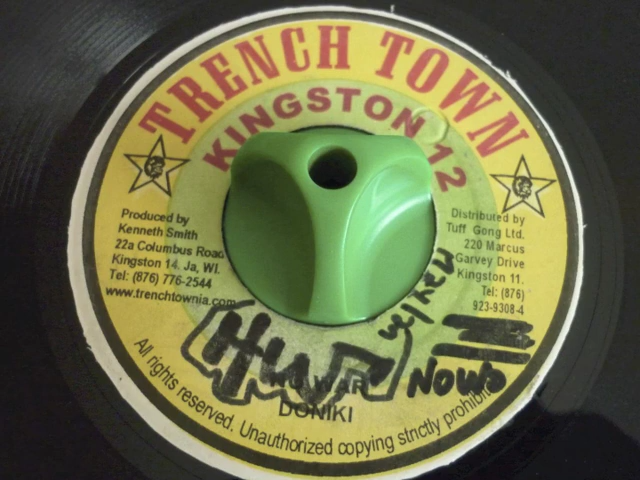 TRENCH TOWN
KINGSTON 12
Produced by
Kenneth Smith
22a Columbus Road
Kingston 14. Ja, WI.
Tel: (876) 776-2544
www.trenchtownia.com
Distributed by
Tuff Gong Ltd.
220 Marcus
Garvey Drive
Kingston 11.
Tel: (876)
923-9308-4
WAR
DONIKI
All rights reserved. Unauthorized copying strictly prohibi